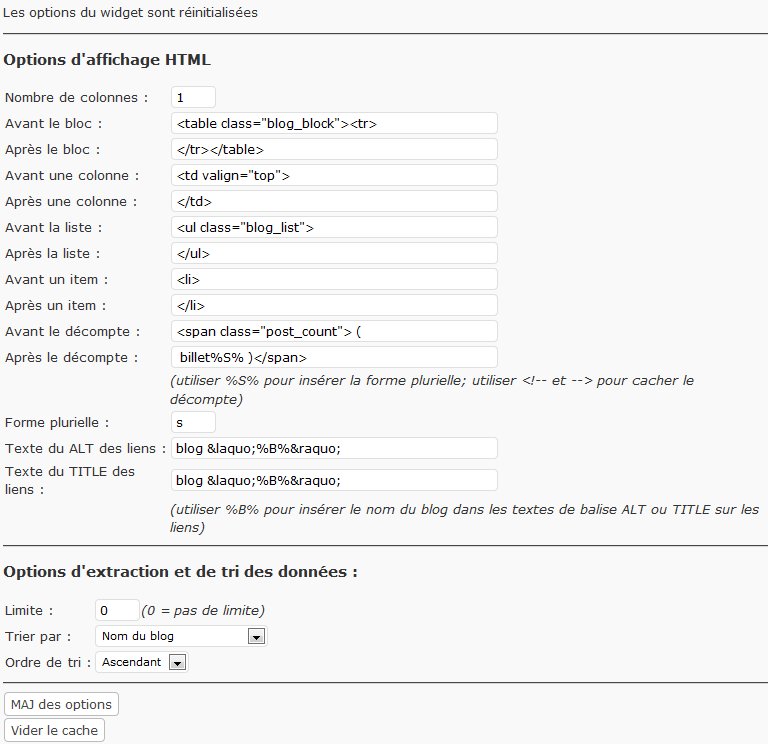 Les options du widget sont réinitialisées
Options d'affichage HTML
Nombre de colonnes : 1
Avant le bloc : <table class="blog_block"><tr>
Après le bloc : </tr></table>
Avant une colonne : <td valign="top">
Après une colonne : </td>
Avant la liste : <ul class="blog_list">
Après la liste : </ul>
Avant un item : <li>
Après un item : </li>
Avant le décompte : <span class="post_count"> (
Après le décompte : billet%S% )</span>
(utiliser %S% pour insérer la forme plurielle; utiliser <!-- et --> pour cacher le
décompte)
Forme plurielle : s
Texte du ALT des liens : blog &laquo;%B%&raquo;
Texte du TITLE des
liens : blog &laquo;%B%&raquo;
(utiliser %B% pour insérer le nom du blog dans les textes de balise ALT ou TITLE sur les
liens)
Options d'extraction et de tri des données :
Limite : 0 (0 = pas de limite)
Trier par : Nom du blog
Ordre de tri : Ascendant
MAJ des options
Vider le cache